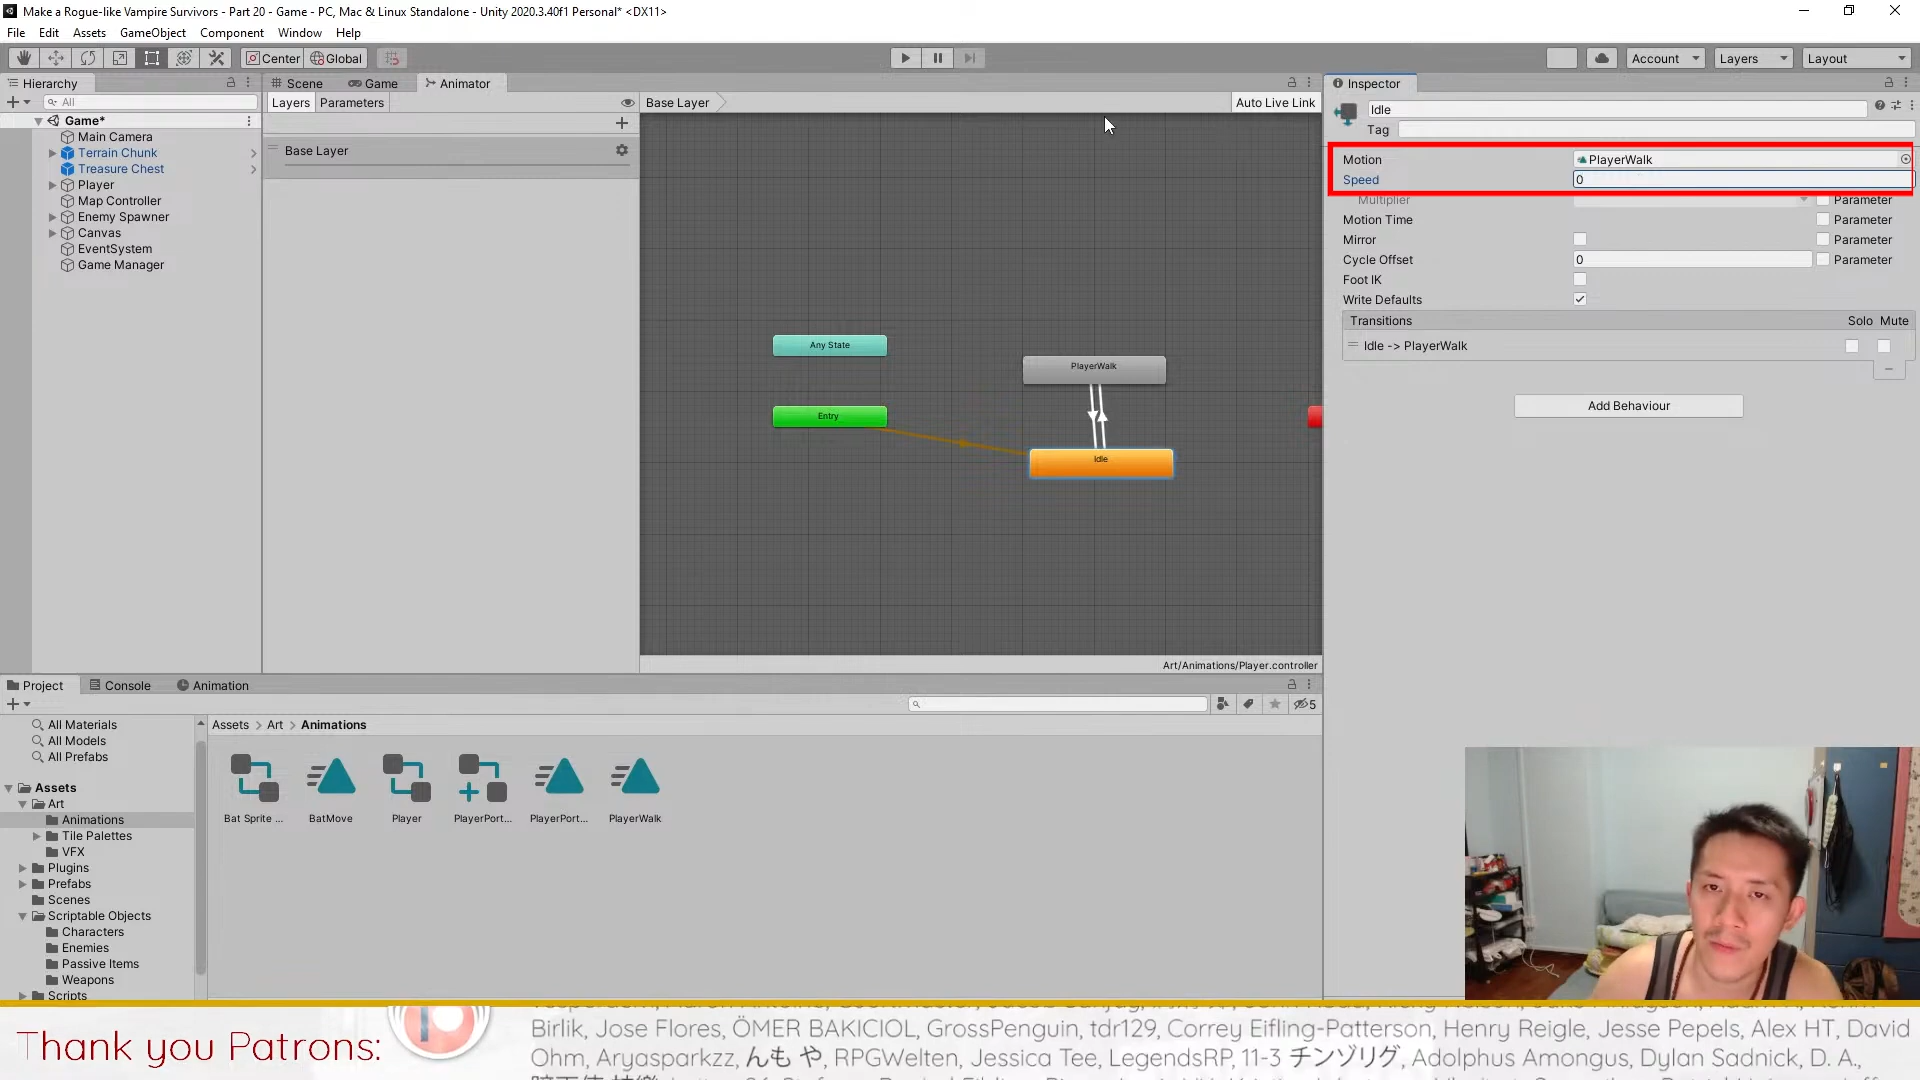 Make a Rogue-like Vampire Survivors - Part 20 - Game - PC, Mac & Linux Standalone - Unity 2020.3.40f1 Personal* <DX11>
File Edit Assets GameObject Component Window Help
Center Global Account Layers Layout
Hierarchy
All
Game*
Main Camera
Terrain Chunk
Treasure Chest
Player
Map Controller
Enemy Spawner
Canvas
EventSystem
Game Manager
Scene Game Animator
Layers Parameters Base Layer Auto Live Link
Base Layer
Any State
Entry
PlayerWalk
Idle
Art/Animations/Player.controller
Inspector
Idle
Tag
Motion PlayerWalk
Speed 0
Multiplier Parameter
Motion Time Parameter
Mirror Parameter
Cycle Offset 0 Parameter
Foot IK
Write Defaults
Transitions Solo Mute
Idle -> PlayerWalk
Add Behaviour
Project Console Animation
5
All Materials
All Models
All Prefabs
Assets
Art
Animations
Tile Palettes
VFX
Plugins
Prefabs
Scenes
Scriptable Objects
Characters
Enemies
Passive Items
Weapons
Scripts
Assets > Art > Animations
Bat Sprite ... BatMove Player PlayerPort... PlayerPort... PlayerWalk
Thank you Patrons:
Birlik, Jose Flores, ÖMER BAKICIOL, GrossPenguin, tdr129, Correy Eifling-Patterson, Henry Reigle, Jesse Pepels, Alex HT, David
Ohm, Aryasparkzz, んも や, RPGWelten, Jessica Tee, LegendsRP, 11-3 チンゾリグ, Adolphus Amongus, Dylan Sadnick, D. A.,